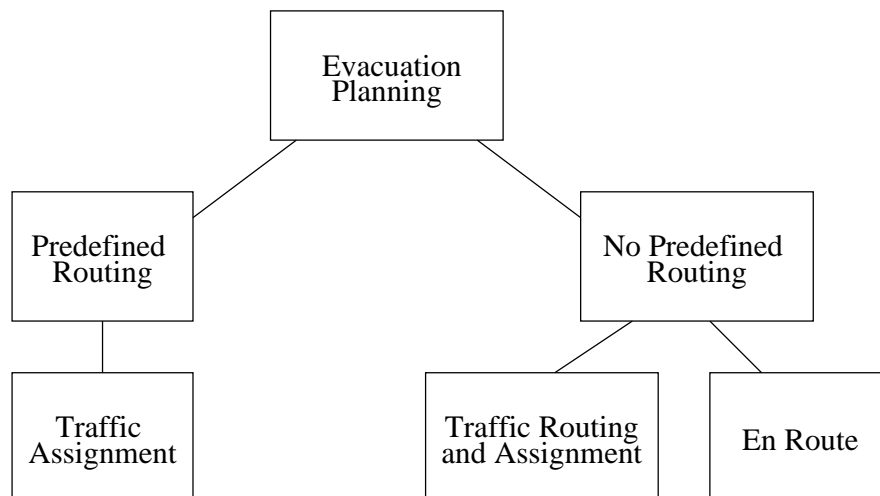 Evacuation
Planning
Predefined
Routing
No Predefined
Routing
Traffic
Assignment
Traffic Routing
and Assignment
En Route